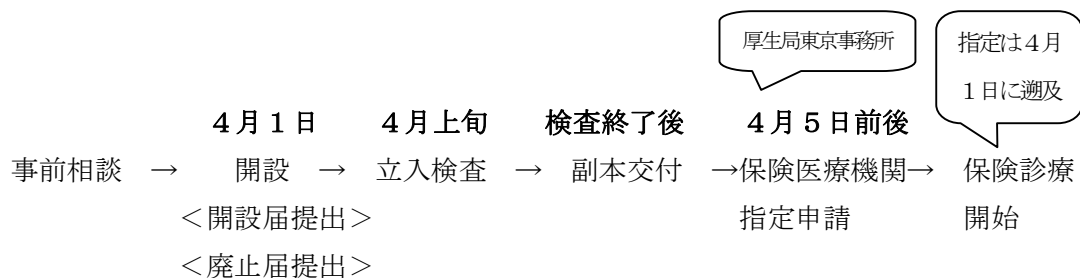 厚生局東京事務所
指定は4月
1日に遡及
4月1日 4月上旬 検査終了後 4月5日前後
事前相談 → 開設 → 立入検査 → 副本交付 →保険医療機関→ 保険診療
＜開設届提出＞ 指定申請 開始
＜廃止届提出＞